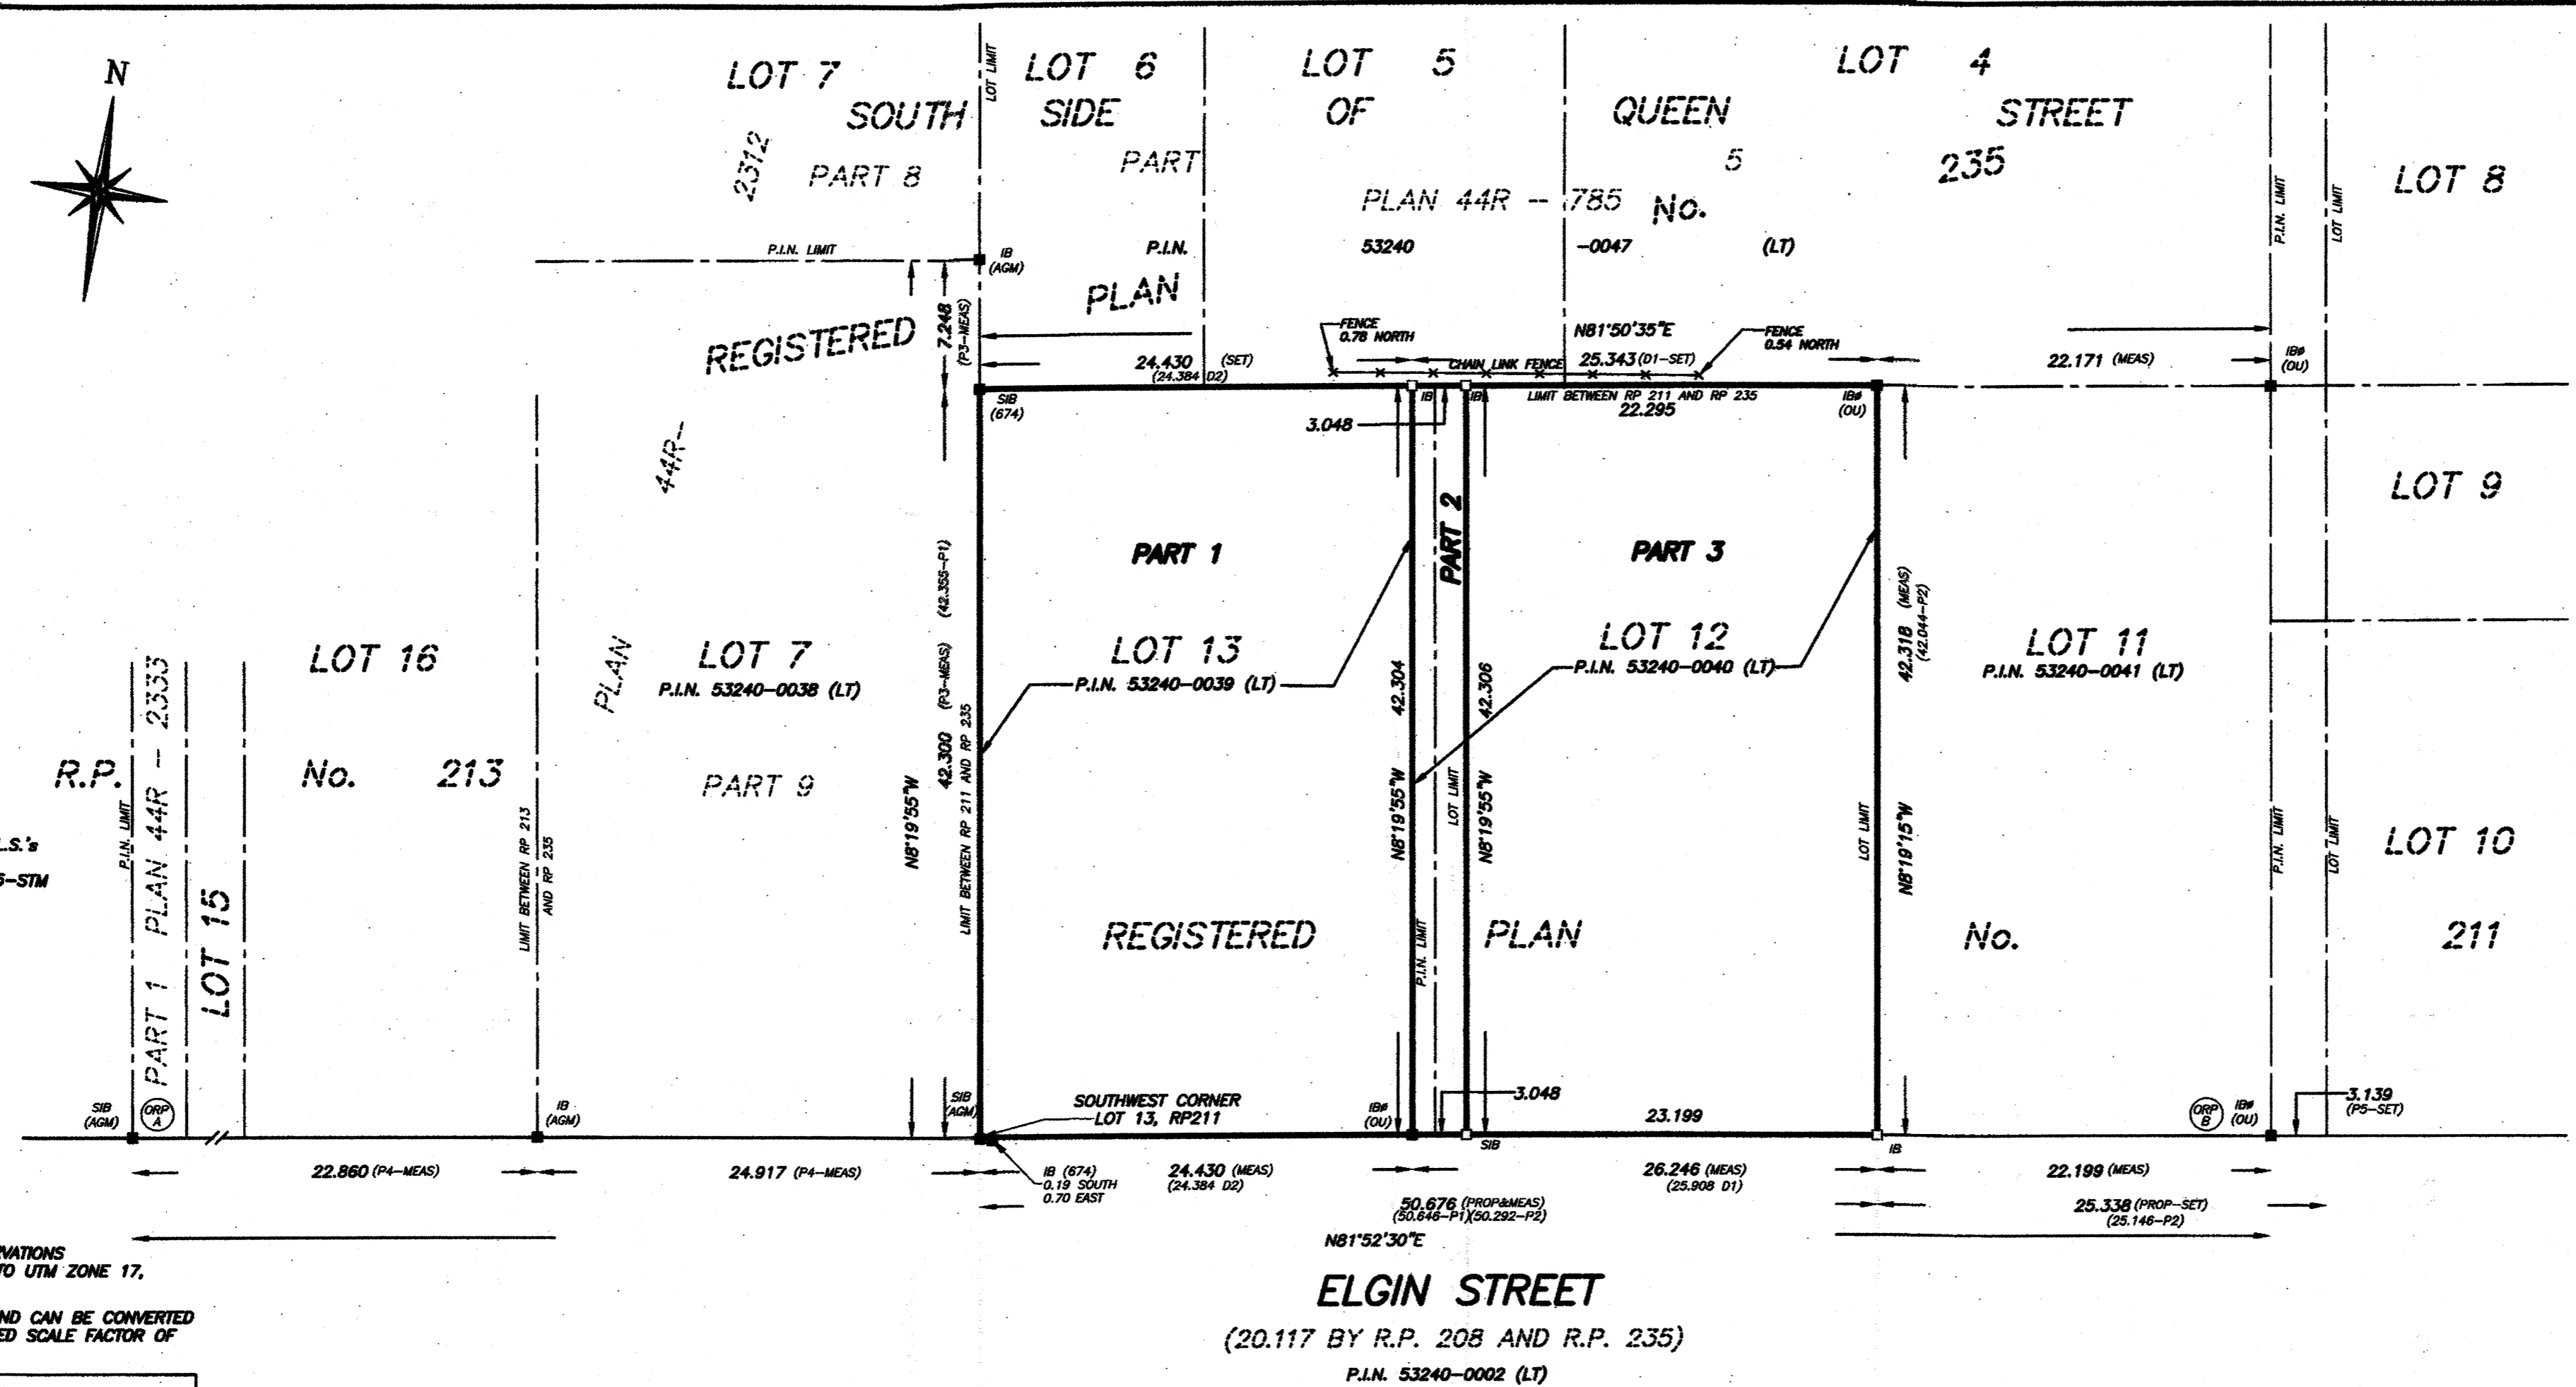 N
LOT 7
LOT LIMIT
LOT 6
LOT 5
LOT 4
SOUTH SIDE OF QUEEN STREET
2312
PART 8
PART 5
235
PLAN 44R -- 785 No.
P.I.N. LIMIT
LOT LIMIT
LOT 8
P.I.N. LIMIT
IB
(AGM)
P.I.N. 53240 -0047 (LT)
PLAN
REGISTERED
7.248
(P3-MEAS)
FENCE
0.78 NORTH
N81°50'35"E
FENCE
0.54 NORTH
24.430 (SET)
(24.384 D2)
CHAIN LINK FENCE
25.343 (D1-SET)
22.171 (MEAS)
IBø
(OU)
SIB
(674)
IB
IB
LIMIT BETWEEN RP 211 AND RP 235
22.295
IBø
(OU)
3.048
44R--
LOT 9
PART 1
PART 2
PART 3
(42.355-P1)
42.300 (P3-MEAS)
42.318 (MEAS)
(42.044-P2)
PLAN
LOT 16
LOT 7
P.I.N. 53240-0038 (LT)
LOT 13
P.I.N. 53240-0039 (LT)
42.304
42.306
LOT 12
P.I.N. 53240-0040 (LT)
LOT 11
P.I.N. 53240-0041 (LT)
R.P. No. 213
PART 9
P.I.N. LIMIT
PART 1 PLAN 44R -- 2333
LOT 15
LIMIT BETWEEN RP 213
AND RP 235
N8°19'55"W
LIMIT BETWEEN RP 211 AND RP 235
N8°19'55"W
LOT LIMIT
N8°19'55"W
LOT LIMIT
N8°19'15"W
P.I.N. LIMIT
LOT LIMIT
LOT 10
L.S.'s
5-STM
REGISTERED PLAN No. 211
P.I.N. LIMIT
SIB
(AGM)
ORP
A
IB
(AGM)
SIB
(AGM)
SOUTHWEST CORNER
LOT 13, RP211
IBø
(OU)
3.048
23.199
SIB
IB
ORP
B
IBø
(OU)
3.139
(P5-SET)
22.860 (P4-MEAS)
24.917 (P4-MEAS)
IB (674)
0.19 SOUTH
0.70 EAST
24.430 (MEAS)
(24.384 D2)
26.246 (MEAS)
(25.908 D1)
22.199 (MEAS)
50.676 (PROP&MEAS)
(50.646-P1)(50.292-P2)
25.338 (PROP-SET)
(25.146-P2)
N81°52'30"E
RVATIONS
TO UTM ZONE 17,
ND CAN BE CONVERTED
ED SCALE FACTOR OF
ELGIN STREET
(20.117 BY R.P. 208 AND R.P. 235)
P.I.N. 53240-0002 (LT)